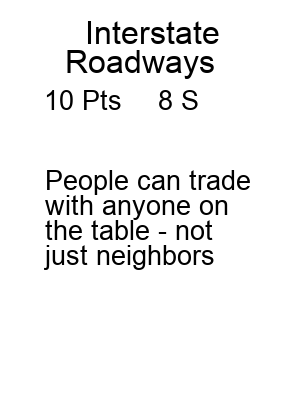 Interstate
Roadways
10 Pts 8 S
People can trade
with anyone on
the table - not
just neighbors